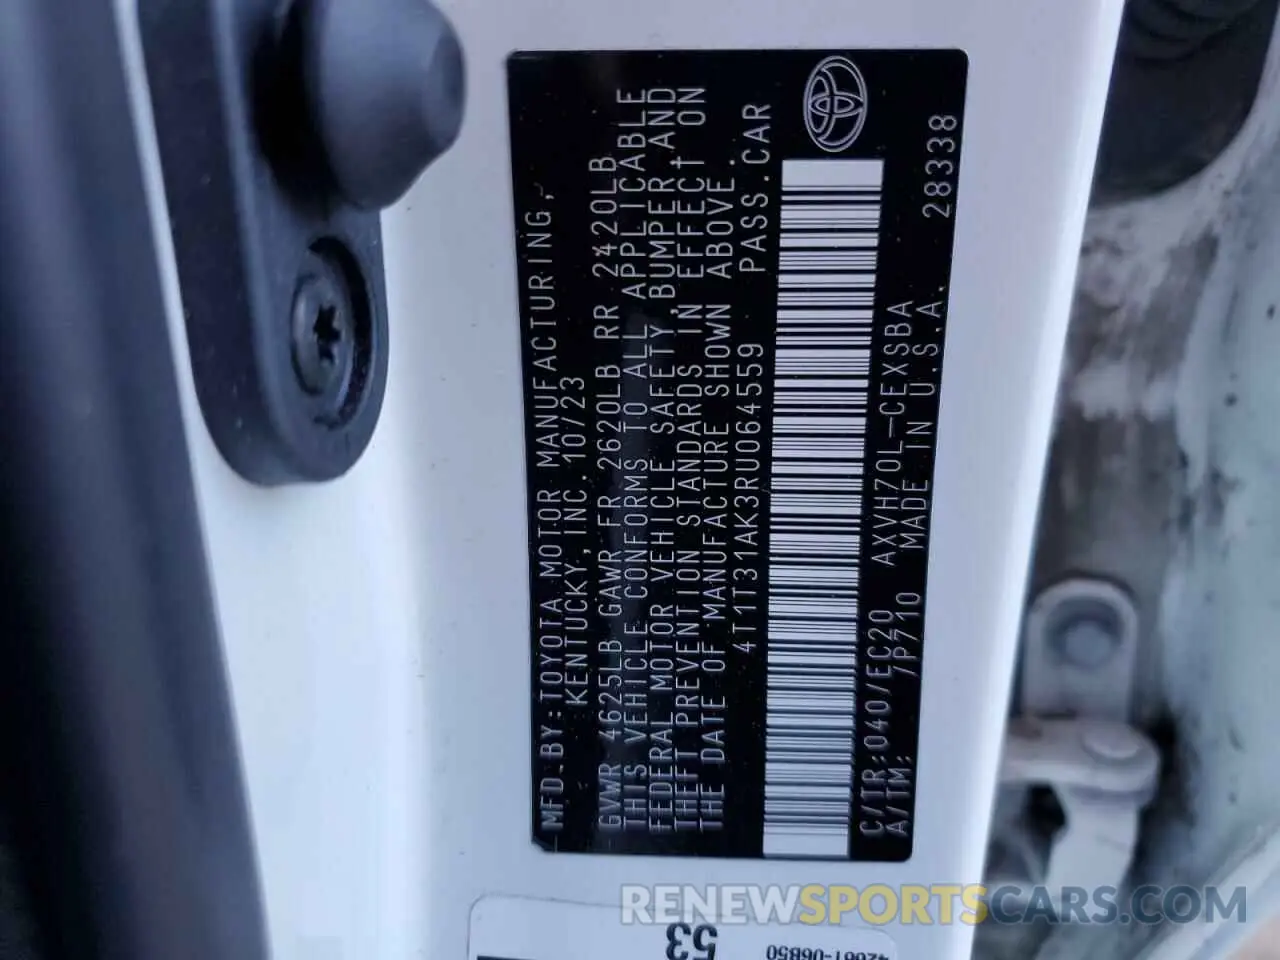 MFD.BY:TOYOTA MOTOR MANUFACTURING,
KENTUCKY,INC. 10/23
GVWR 4625LB GAWR FR 2620LB RR 2420LB
THIS VEHICLE CONFORMS TO ALL APPLICABLE
FEDERAL MOTOR VEHICLE SAFETY, BUMPER, AND
THEFT PREVENTION STANDARDS IN EFFECT ON
THE DATE OF MANUFACTURE SHOWN ABOVE.
4T1T31AK3RU064559 PASS.CAR
C/TR:040/EC20 AXVH70L-CEXSBA
A/TM: /P710 MADE IN U.S.A. 28338
53
42661-06B50
RENEWSPORTSCARS.COM